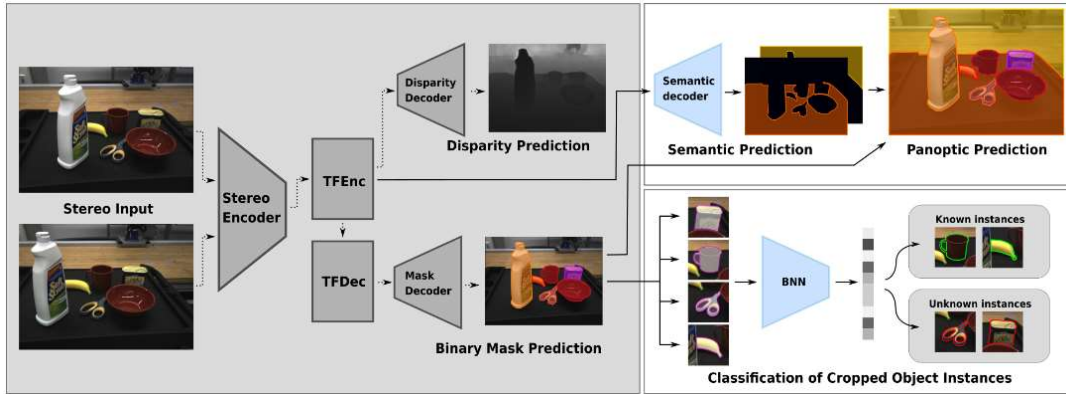 Stereo Input
Stereo
Encoder
TFEnc
TFDec
Disparity
Decoder
Disparity Prediction
Mask
Decoder
Binary Mask Prediction
Semantic
decoder
Semantic Prediction
Panoptic Prediction
BNN
Known instances
Unknown instances
Classification of Cropped Object Instances